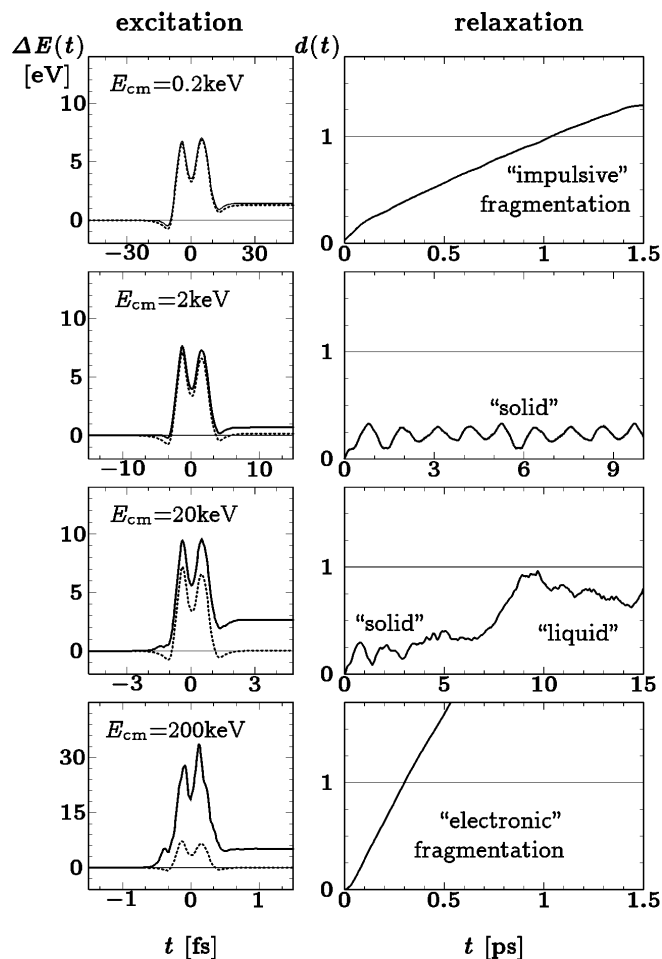 excitation
relaxation
ΔE(t)
[eV]
d(t)
E_cm=0.2keV
10
5
0
−30 0 30
1
0
"impulsive"
fragmentation
0 0.5 1 1.5
E_cm=2keV
10
5
0
−10 0 10
1
0
"solid"
0 3 6 9
E_cm=20keV
10
5
0
−3 0 3
1
0
"solid"
"liquid"
0 5 10 15
E_cm=200keV
30
15
0
−1 0 1
1
0
"electronic"
fragmentation
0 0.5 1 1.5
t [fs]
t [ps]